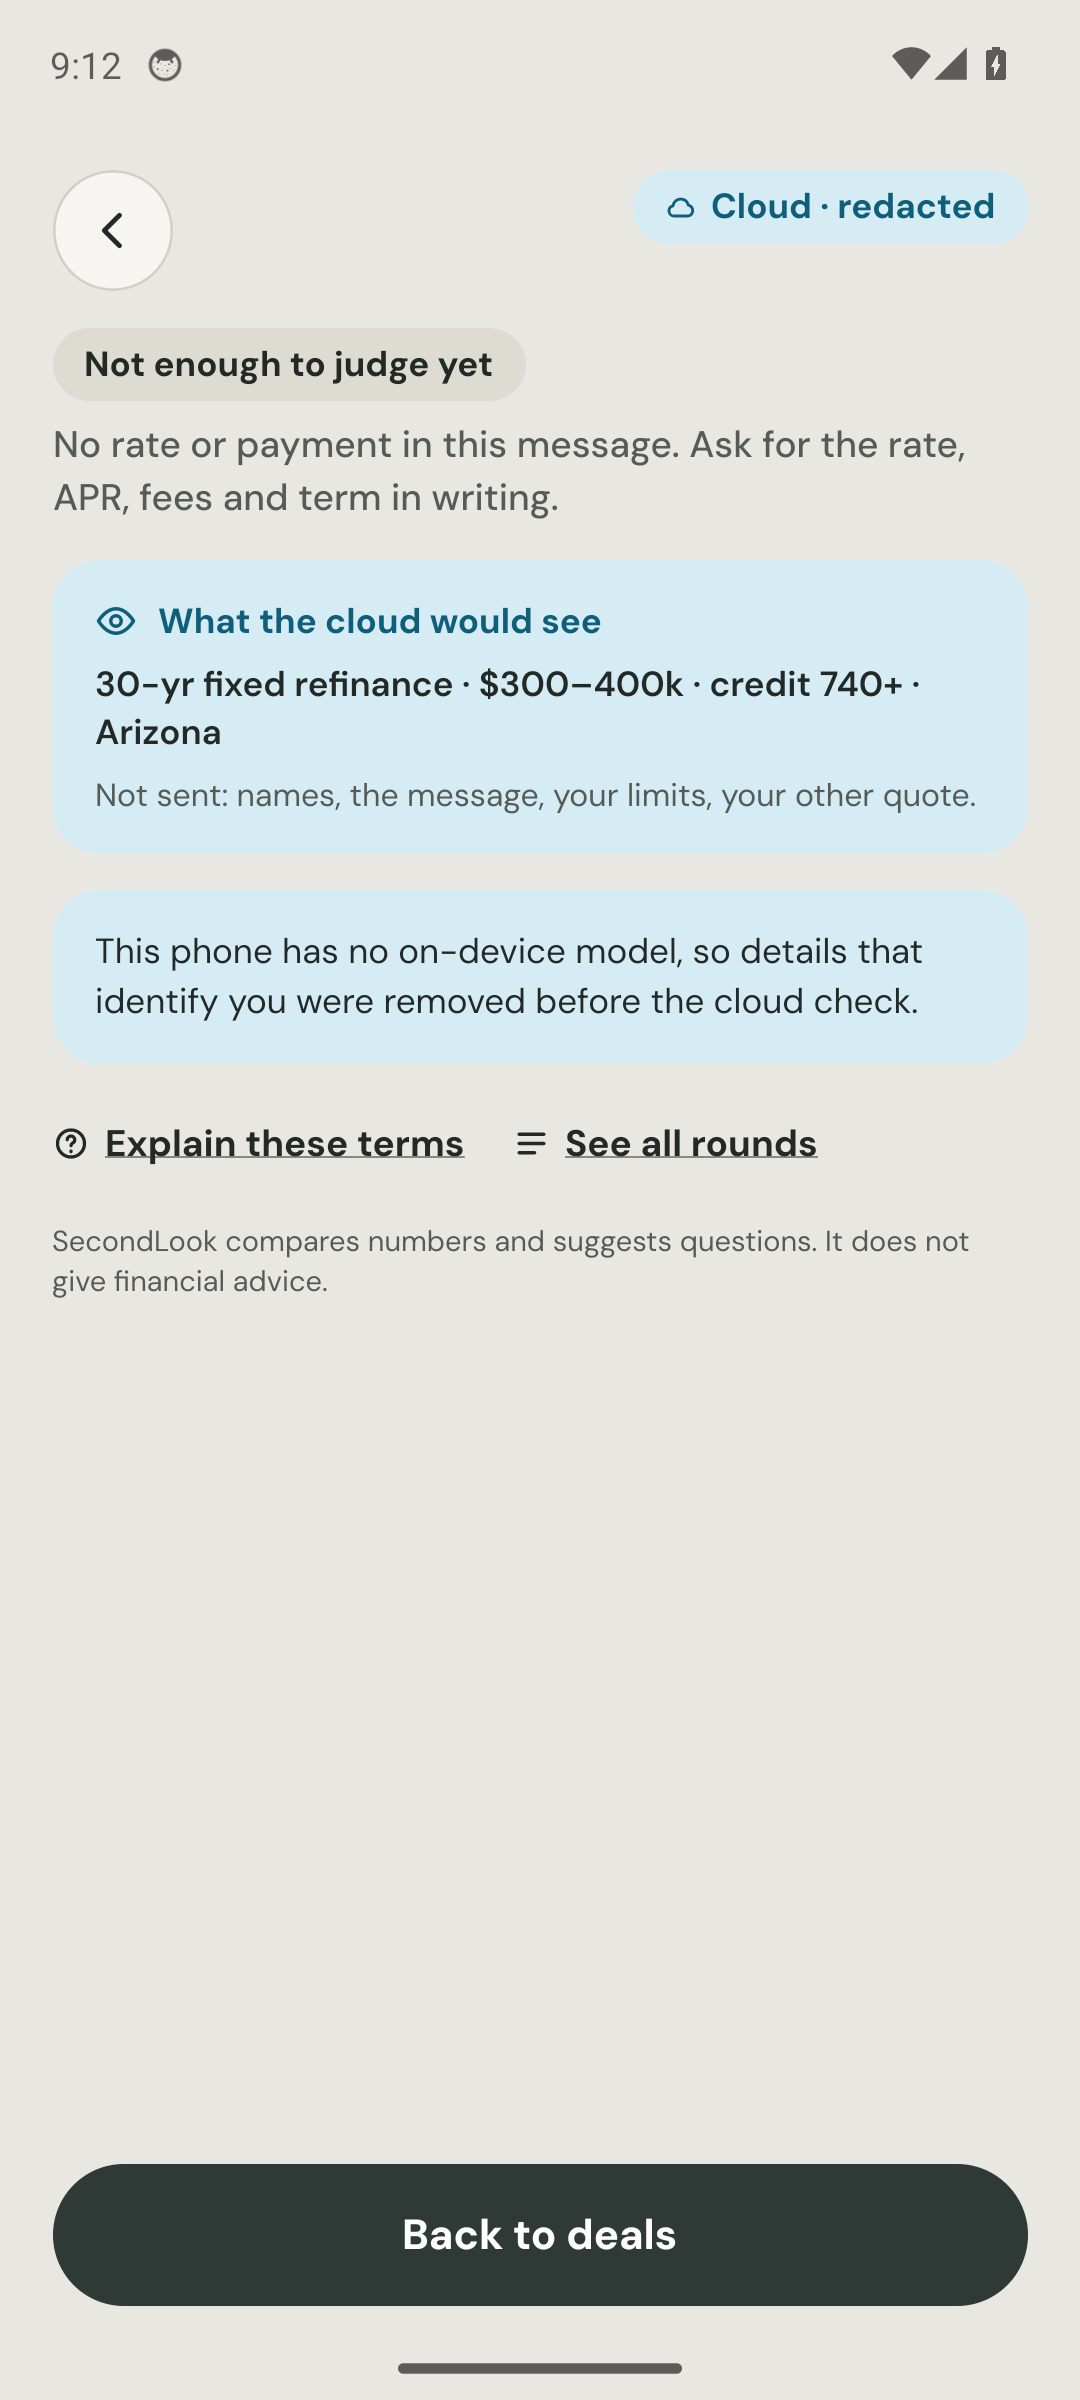 9:12
Cloud · redacted
Not enough to judge yet
No rate or payment in this message. Ask for the rate,
APR, fees and term in writing.
What the cloud would see
30-yr fixed refinance · $300–400k · credit 740+ ·
Arizona
Not sent: names, the message, your limits, your other quote.
This phone has no on-device model, so details that
identify you were removed before the cloud check.
Explain these terms
See all rounds
SecondLook compares numbers and suggests questions. It does not
give financial advice.
Back to deals